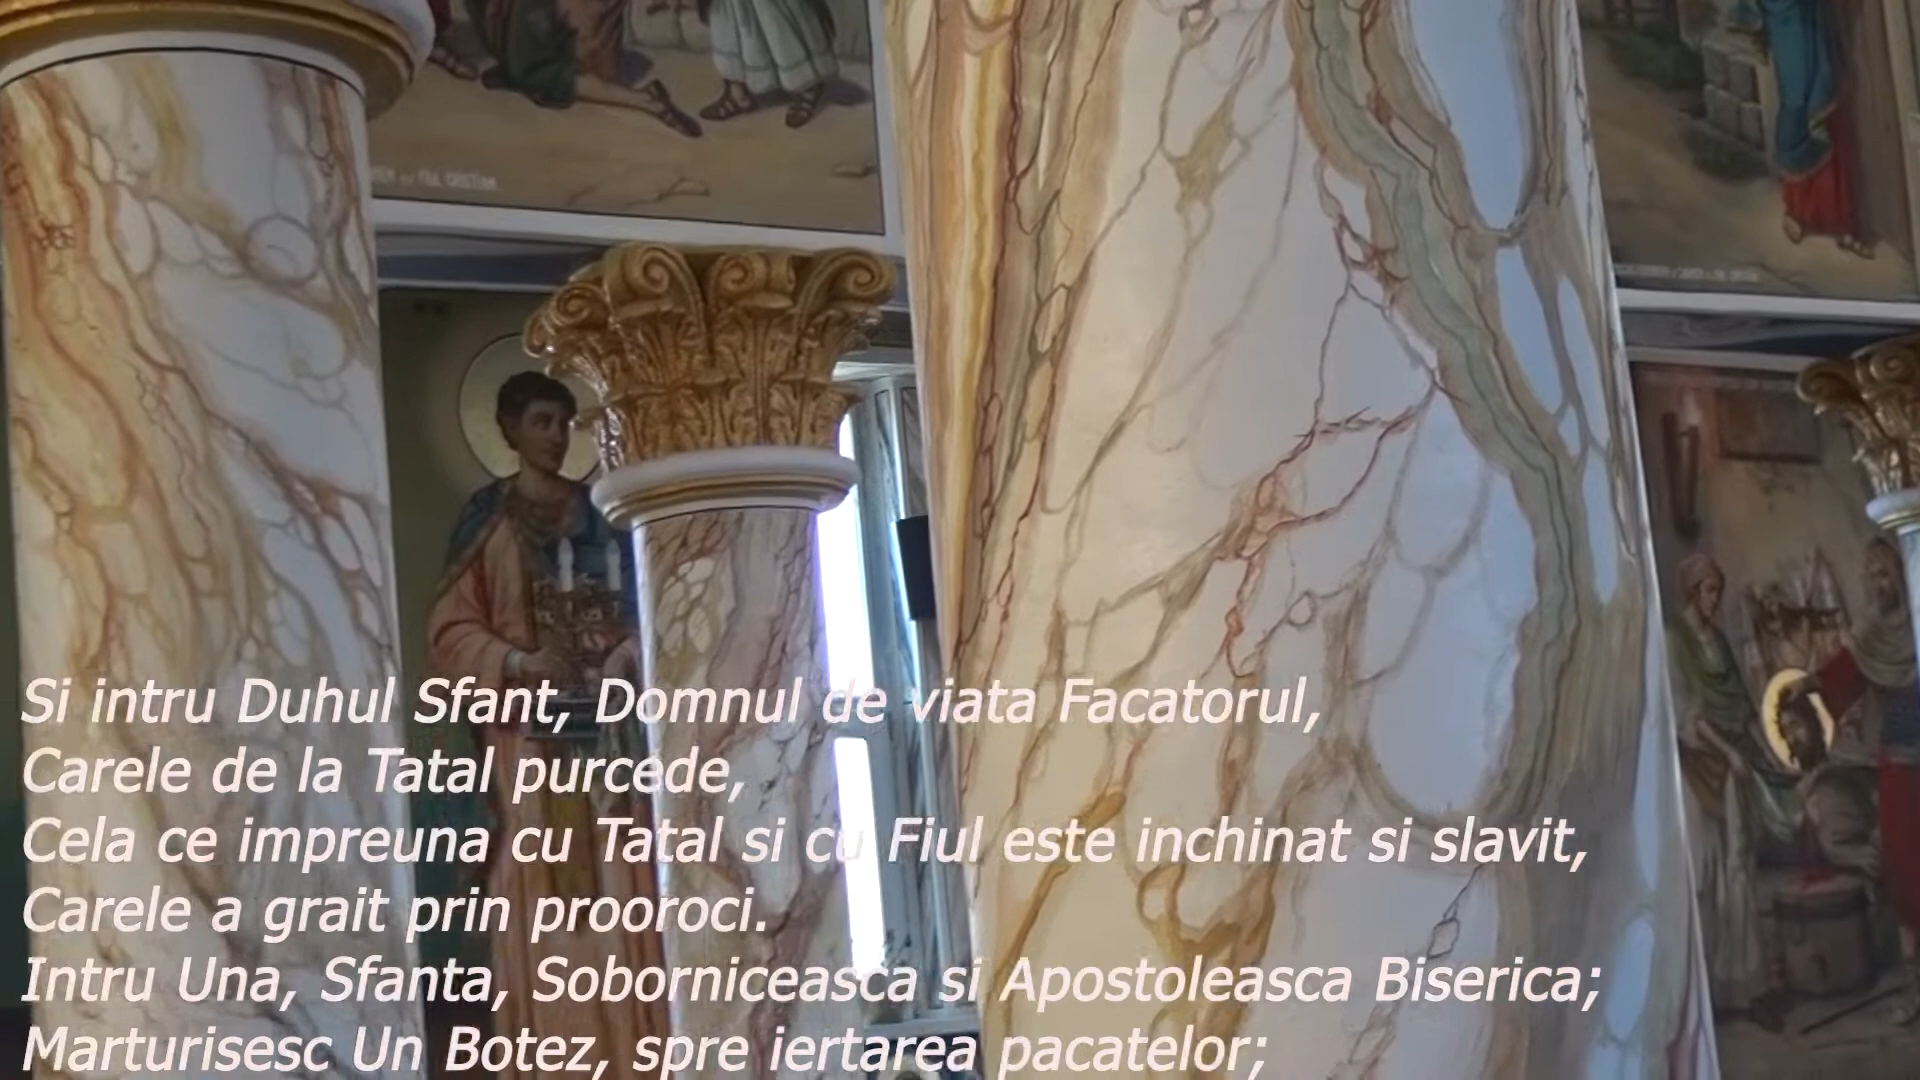 FIUL CRISTIAN
Si intru Duhul Sfant, Domnul de viata Facatorul,
Carele de la Tatal purcede,
Cela ce impreuna cu Tatal si cu Fiul este inchinat si slavit,
Carele a grait prin prooroci.
Intru Una, Sfanta, Soborniceasca si Apostoleasca Biserica;
Marturisesc Un Botez, spre iertarea pacatelor;